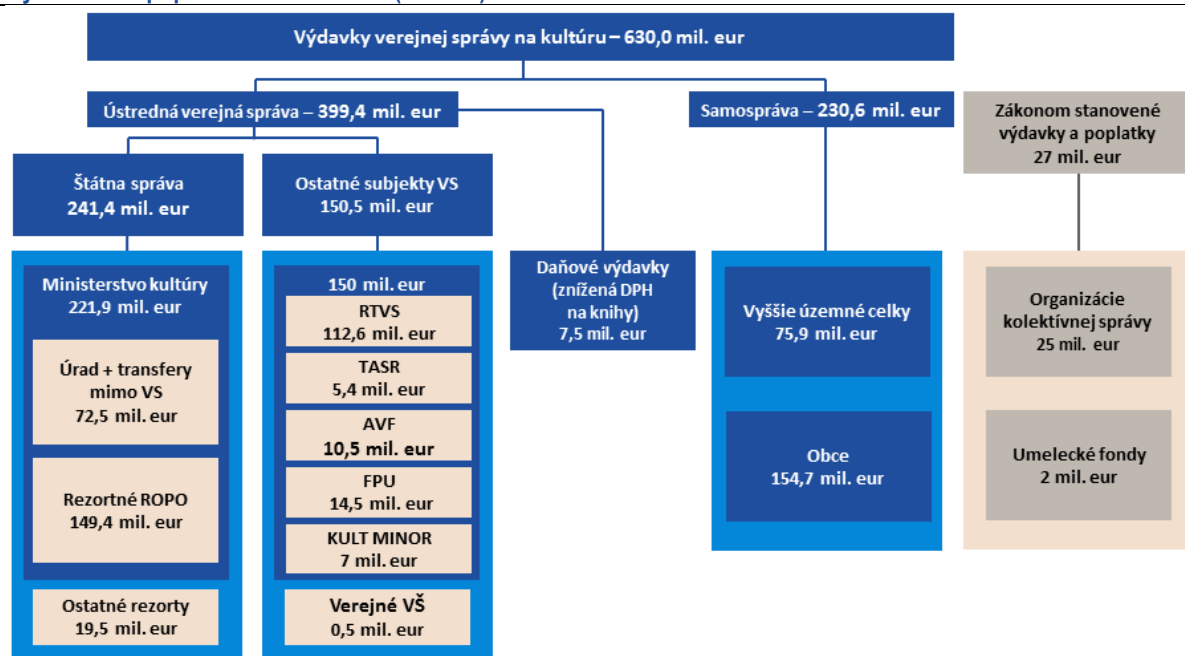 Výdavky verejnej správy na kultúru – 630,0 mil. eur
Ústredná verejná správa – 399,4 mil. eur
Samospráva – 230,6 mil. eur
Zákonom stanovené
výdavky a poplatky
27 mil. eur
Štátna správa
241,4 mil. eur
Ostatné subjekty VS
150,5 mil. eur
Ministerstvo kultúry
221,9 mil. eur
Úrad + transfery
mimo VS
72,5 mil. eur
Rezortné ROPO
149,4 mil. eur
Ostatné rezorty
19,5 mil. eur
150 mil. eur
RTVS
112,6 mil. eur
TASR
5,4 mil. eur
AVF
10,5 mil. eur
FPU
14,5 mil. eur
KULT MINOR
7 mil. eur
Verejné VŠ
0,5 mil. eur
Daňové výdavky
(znížená DPH
na knihy)
7,5 mil. eur
Vyššie územné celky
75,9 mil. eur
Obce
154,7 mil. eur
Organizácie
kolektívnej správy
25 mil. eur
Umelecké fondy
2 mil. eur